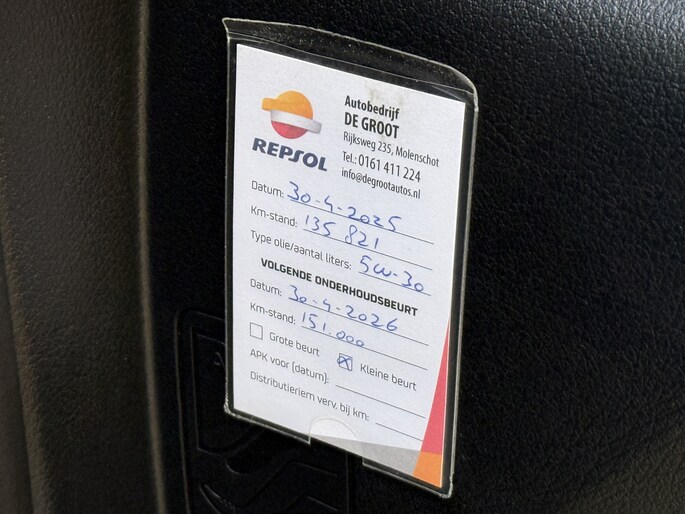 REPSOL
Autobedrijf
DE GROOT
Rijksweg 235, Molenschot
Tel.: 0161 411 224
info@degrootautos.nl
Datum: 30-4-2025
Km-stand: 135 821
Type olie/aantal liters: 5W-30
VOLGENDE ONDERHOUDSBEURT
Datum: 30-4-2026
Km-stand: 151.000
Grote beurt Kleine beurt
APK voor (datum):
Distributieriem verv. bij km: